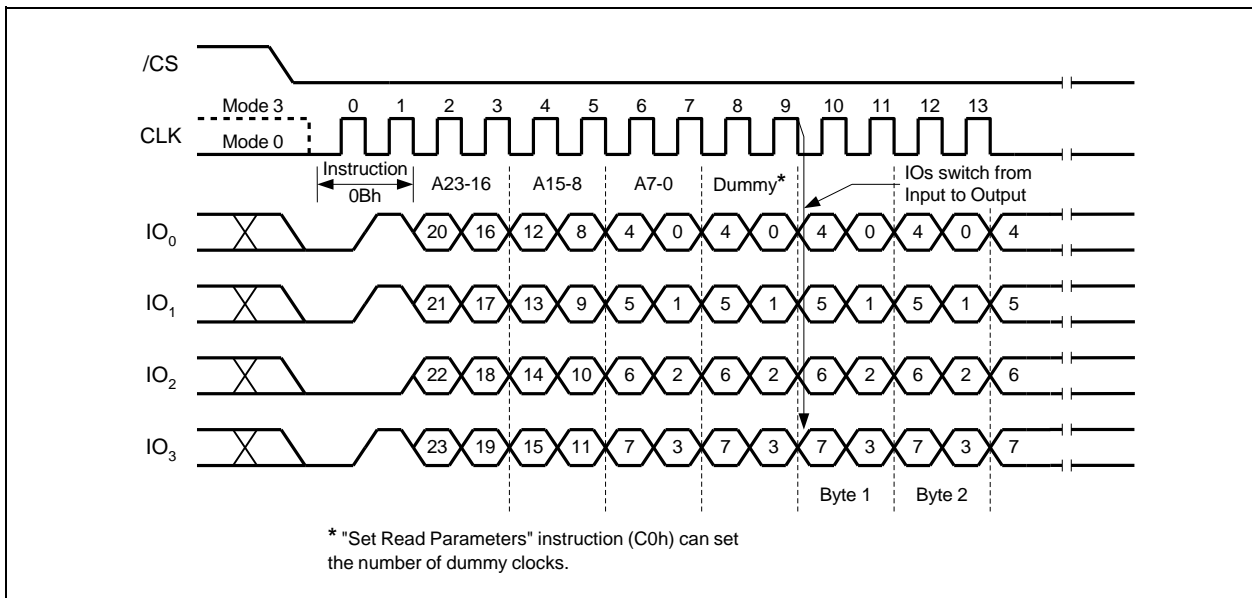 /CS
Mode 3 0 1 2 3 4 5 6 7 8 9 10 11 12 13
CLK
Mode 0
Instruction
0Bh
A23-16 A15-8 A7-0 Dummy*
IOs switch from
Input to Output
IO0 20 16 12 8 4 0 4 0 4 0 4 0 4
IO1 21 17 13 9 5 1 5 1 5 1 5 1 5
IO2 22 18 14 10 6 2 6 2 6 2 6 2 6
IO3 23 19 15 11 7 3 7 3 7 3 7 3 7
Byte 1 Byte 2
* "Set Read Parameters" instruction (C0h) can set
the number of dummy clocks.